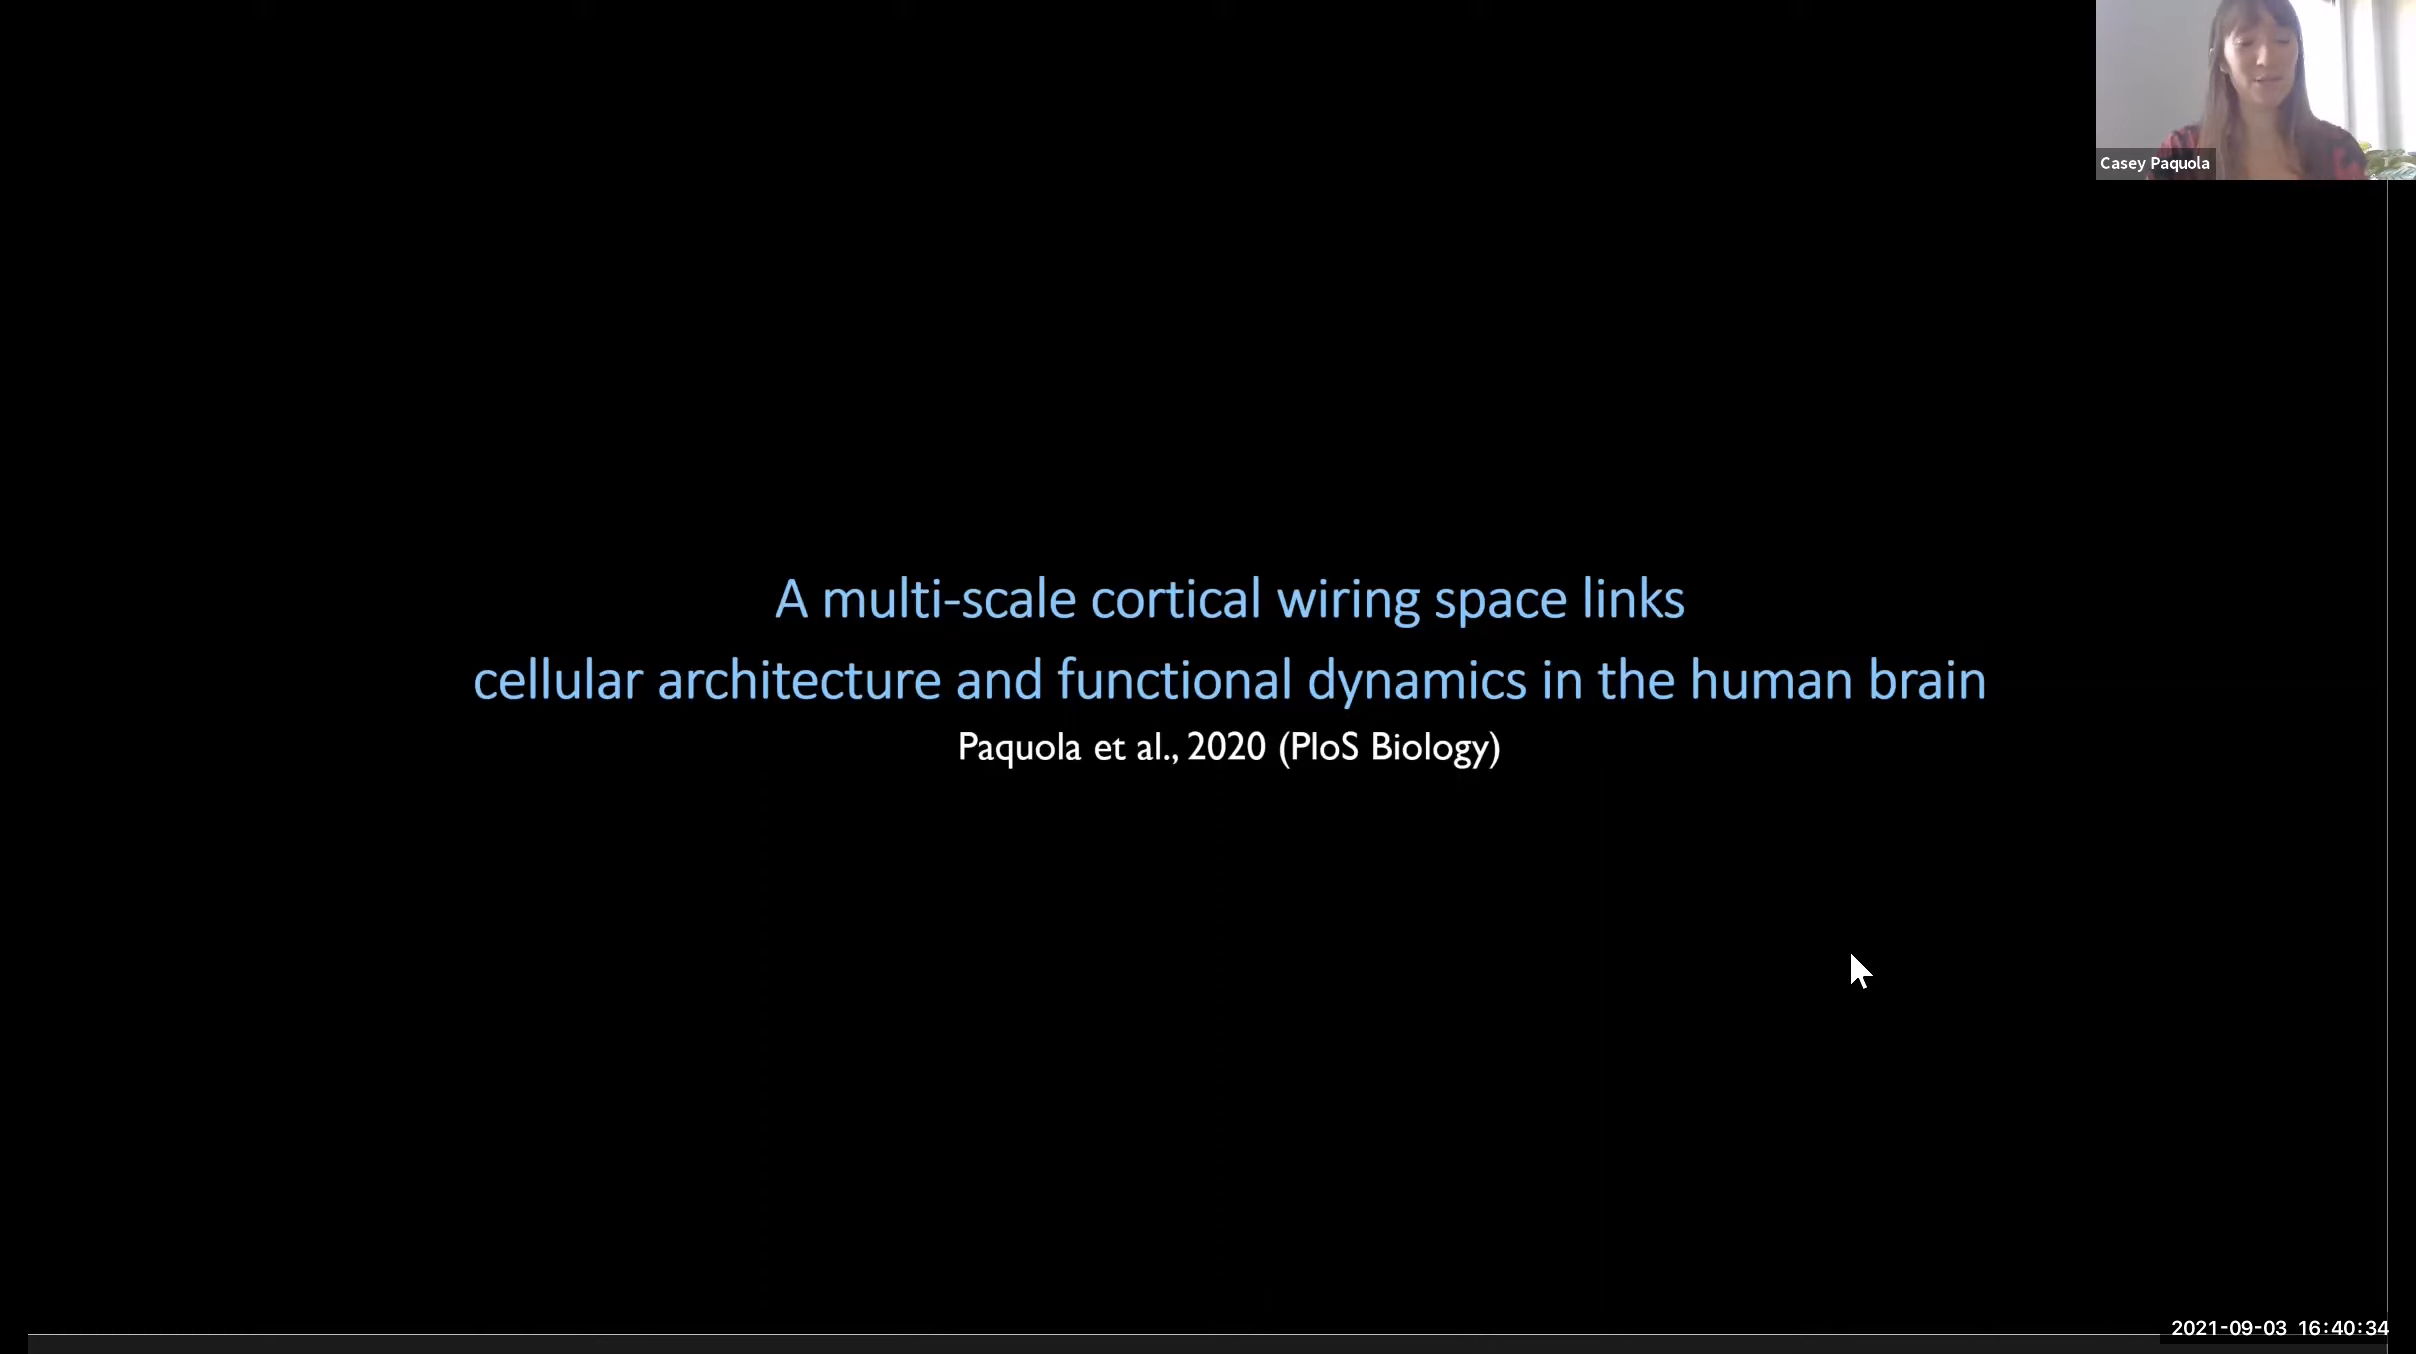 Casey Paquola
A multi-scale cortical wiring space links
cellular architecture and functional dynamics in the human brain
Paquola et al., 2020 (PloS Biology)
2021-09-03 16:40:34